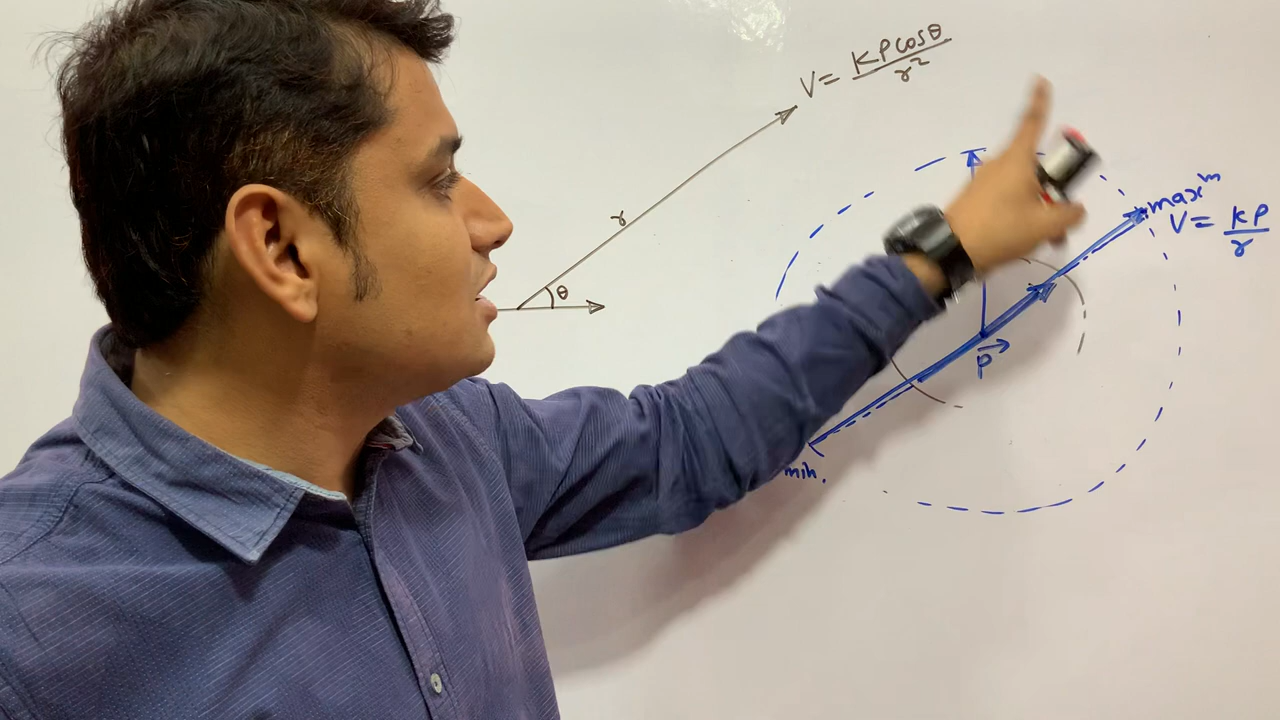 V = KPcosθ / r²
r
θ
maxᵐ
V = KP / r
P⃗
min.